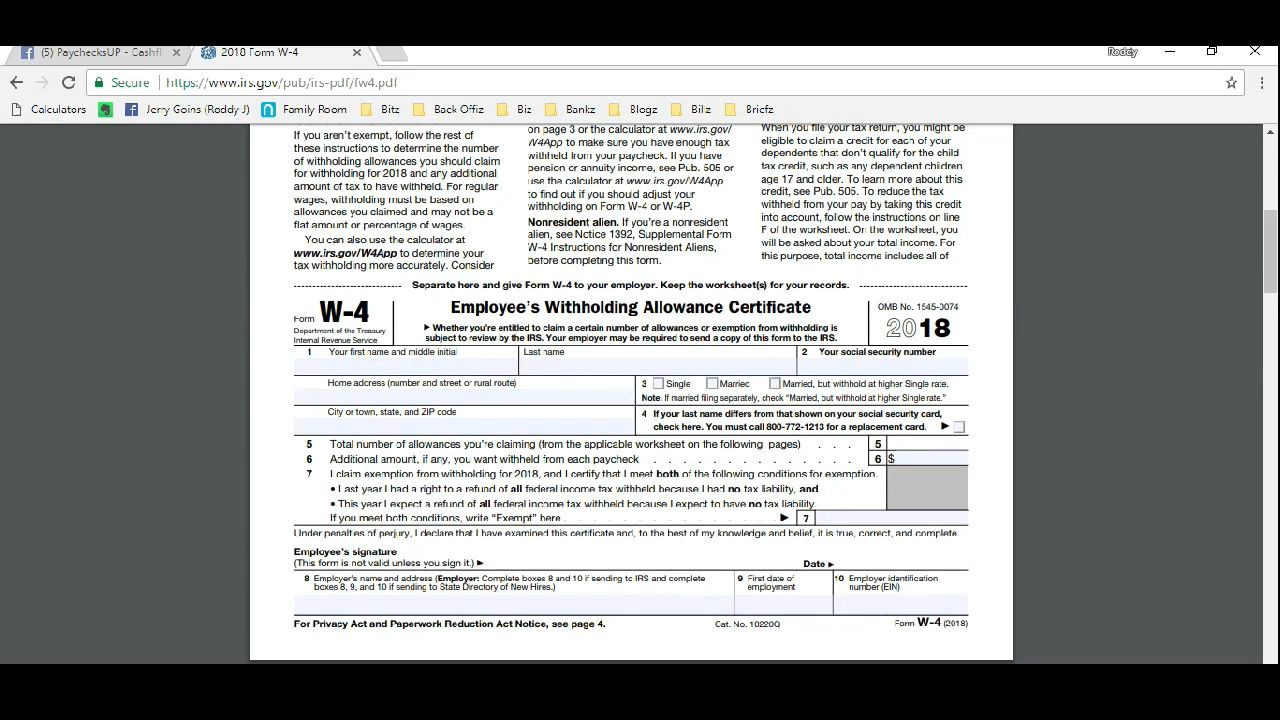 (5) PaychecksUP - Cashfl
2018 Form W-4
Roddy
Secure
https://www.irs.gov/pub/irs-pdf/fw4.pdf
Calculators
Jerry Goins (Roddy J)
Family Room
Bitz
Back Offiz
Biz
Bankz
Blogz
Billz
Briefz
If you aren't exempt, follow the rest of
these instructions to determine the number
of withholding allowances you should claim
for withholding for 2018 and any additional
amount of tax to have withheld. For regular
wages, withholding must be based on
allowances you claimed and may not be a
flat amount or percentage of wages.
You can also use the calculator at
www.irs.gov/W4App to determine your
tax withholding more accurately. Consider
on page 3 or the calculator at www.irs.gov/
W4App to make sure you have enough tax
withheld from your paycheck. If you have
pension or annuity income, see Pub. 505 or
use the calculator at www.irs.gov/W4App
to find out if you should adjust your
withholding on Form W-4 or W-4P.
Nonresident alien. If you're a nonresident
alien, see Notice 1392, Supplemental Form
W-4 Instructions for Nonresident Aliens,
before completing this form.
When you file your tax return, you might be
eligible to claim a credit for each of your
dependents that don't qualify for the child
tax credit, such as any dependent children
age 17 and older. To learn more about this
credit, see Pub. 505. To reduce the tax
withheld from your pay by taking this credit
into account, follow the instructions on line
F of the worksheet. On the worksheet, you
will be asked about your total income. For
this purpose, total income includes all of
Separate here and give Form W-4 to your employer. Keep the worksheet(s) for your records.
Form W-4
Department of the Treasury
Internal Revenue Service
Employee's Withholding Allowance Certificate
▶ Whether you're entitled to claim a certain number of allowances or exemption from withholding is
subject to review by the IRS. Your employer may be required to send a copy of this form to the IRS.
OMB No. 1545-0074
2018
1 Your first name and middle initial
Last name
2 Your social security number
Home address (number and street or rural route)
3 Single Married Married, but withhold at higher Single rate.
Note: If married filing separately, check "Married, but withhold at higher Single rate."
City or town, state, and ZIP code
4 If your last name differs from that shown on your social security card,
check here. You must call 800-772-1213 for a replacement card. ▶
5 Total number of allowances you're claiming (from the applicable worksheet on the following pages) . . . 5
6 Additional amount, if any, you want withheld from each paycheck . . . . . . . . . . . . . . 6 $
7 I claim exemption from withholding for 2018, and I certify that I meet both of the following conditions for exemption.
• Last year I had a right to a refund of all federal income tax withheld because I had no tax liability, and
• This year I expect a refund of all federal income tax withheld because I expect to have no tax liability.
If you meet both conditions, write "Exempt" here . . . . . . . . . . . . . . . ▶ 7
Under penalties of perjury, I declare that I have examined this certificate and, to the best of my knowledge and belief, it is true, correct, and complete.
Employee's signature
(This form is not valid unless you sign it.) ▶
Date ▶
8 Employer's name and address (Employer: Complete boxes 8 and 10 if sending to IRS and complete
boxes 8, 9, and 10 if sending to State Directory of New Hires.)
9 First date of
employment
10 Employer identification
number (EIN)
For Privacy Act and Paperwork Reduction Act Notice, see page 4.
Cat. No. 10220Q
Form W-4 (2018)